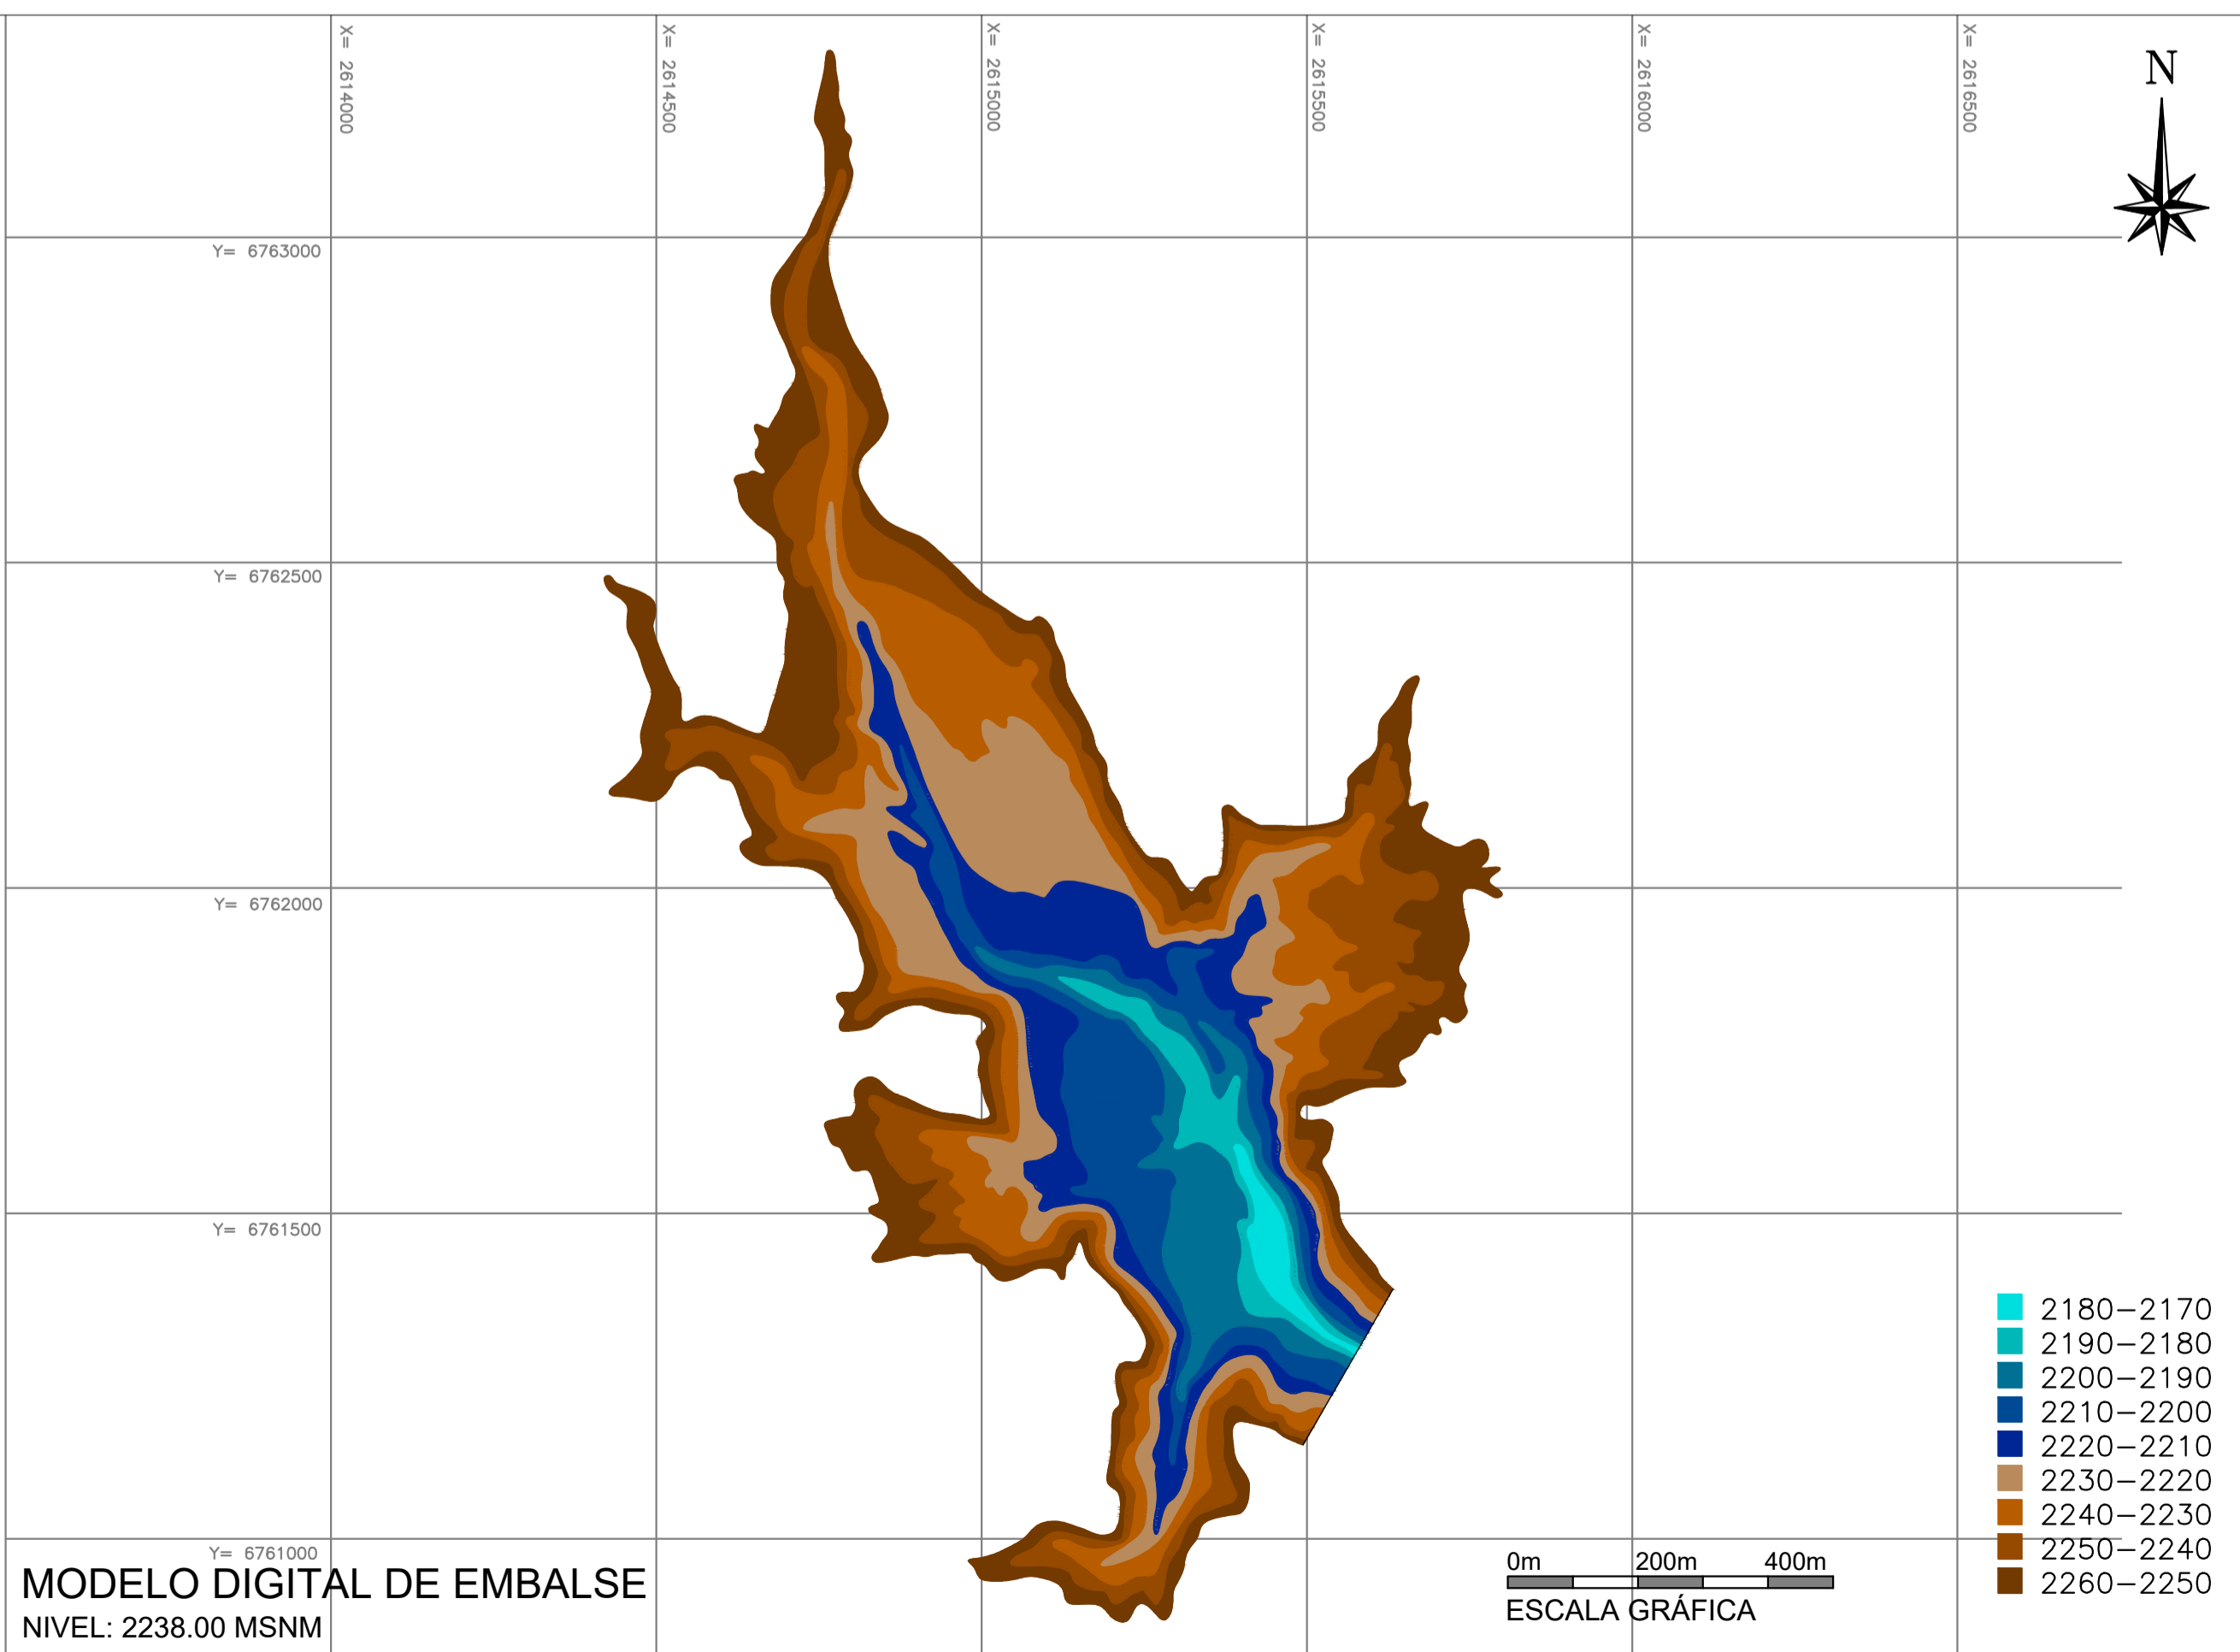 X= 2614000
X= 2614500
X= 2615000
X= 2615500
X= 2616000
X= 2616500
N
Y= 6763000
Y= 6762500
Y= 6762000
Y= 6761500
Y= 6761000
2180-2170
2190-2180
2200-2190
2210-2200
2220-2210
2230-2220
2240-2230
2250-2240
2260-2250
0m 200m 400m
ESCALA GRÁFICA
MODELO DIGITAL DE EMBALSE
NIVEL: 2238.00 MSNM